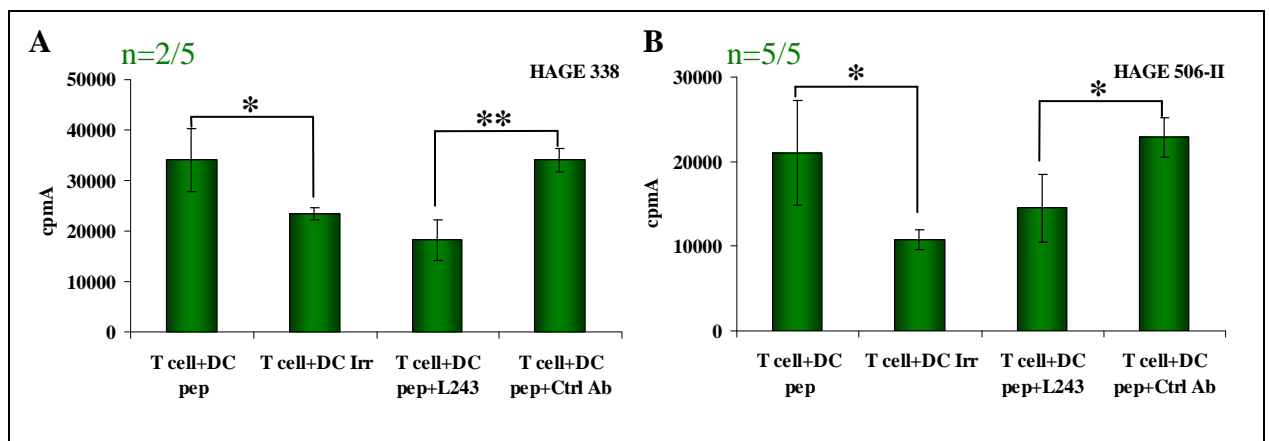 A
n=2/5
HAGE 338
50000
40000
30000
20000
10000
0
cpmA
*
**
T cell+DC
pep
T cell+DC Irr
T cell+DC
pep+L243
T cell+DC
pep+Ctrl Ab
B
n=5/5
HAGE 506-II
30000
20000
10000
0
cpmA
*
*
T cell+DC
pep
T cell+DC Irr
T cell+DC
pep+L243
T cell+DC
pep+Ctrl Ab